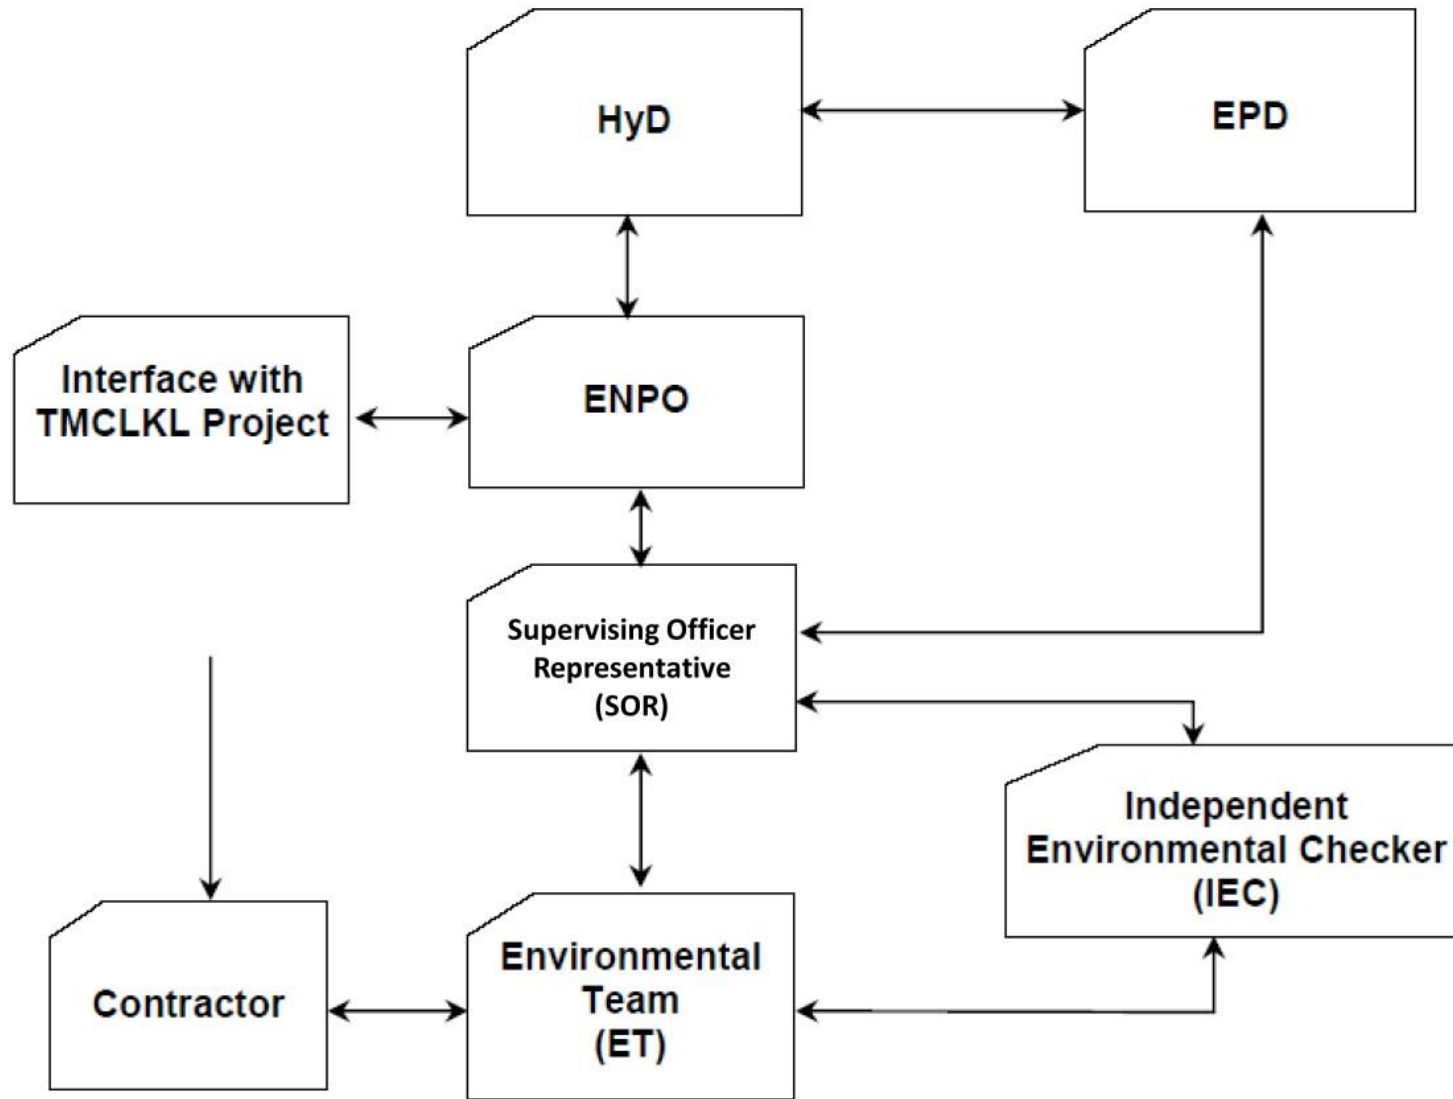 HyD
EPD
Interface with
TMCLKL Project
ENPO
Supervising Officer
Representative
(SOR)
Independent
Environmental Checker
(IEC)
Contractor
Environmental
Team
(ET)